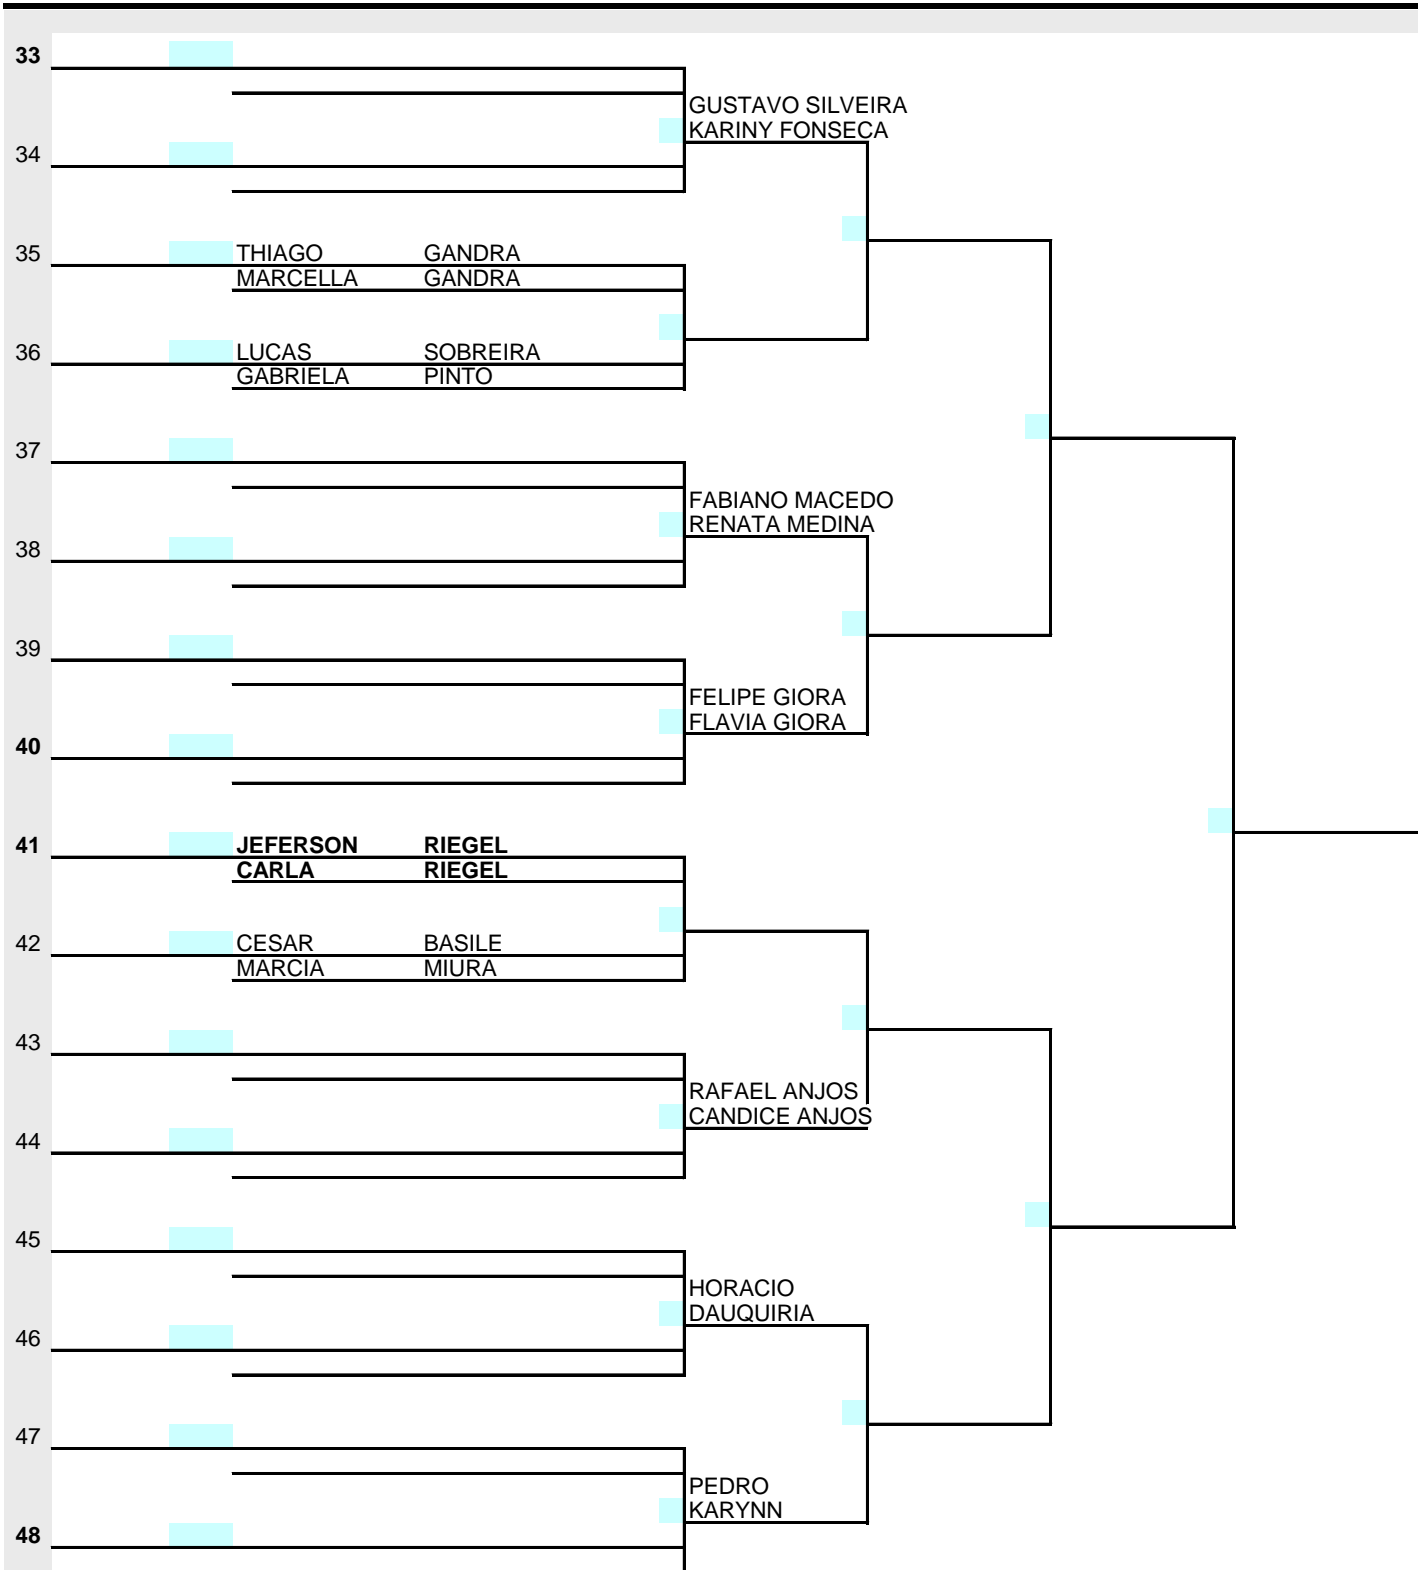 33
GUSTAVO SILVEIRA
KARINY FONSECA
34
35 THIAGO GANDRA
MARCELLA GANDRA
36 LUCAS SOBREIRA
GABRIELA PINTO
37
FABIANO MACEDO
RENATA MEDINA
38
39
FELIPE GIORA
FLAVIA GIORA
40
41 JEFERSON RIEGEL
CARLA RIEGEL
42 CESAR BASILE
MARCIA MIURA
43
RAFAEL ANJOS
CANDICE ANJOS
44
45
HORACIO
DAUQUIRIA
46
47
PEDRO
KARYNN
48